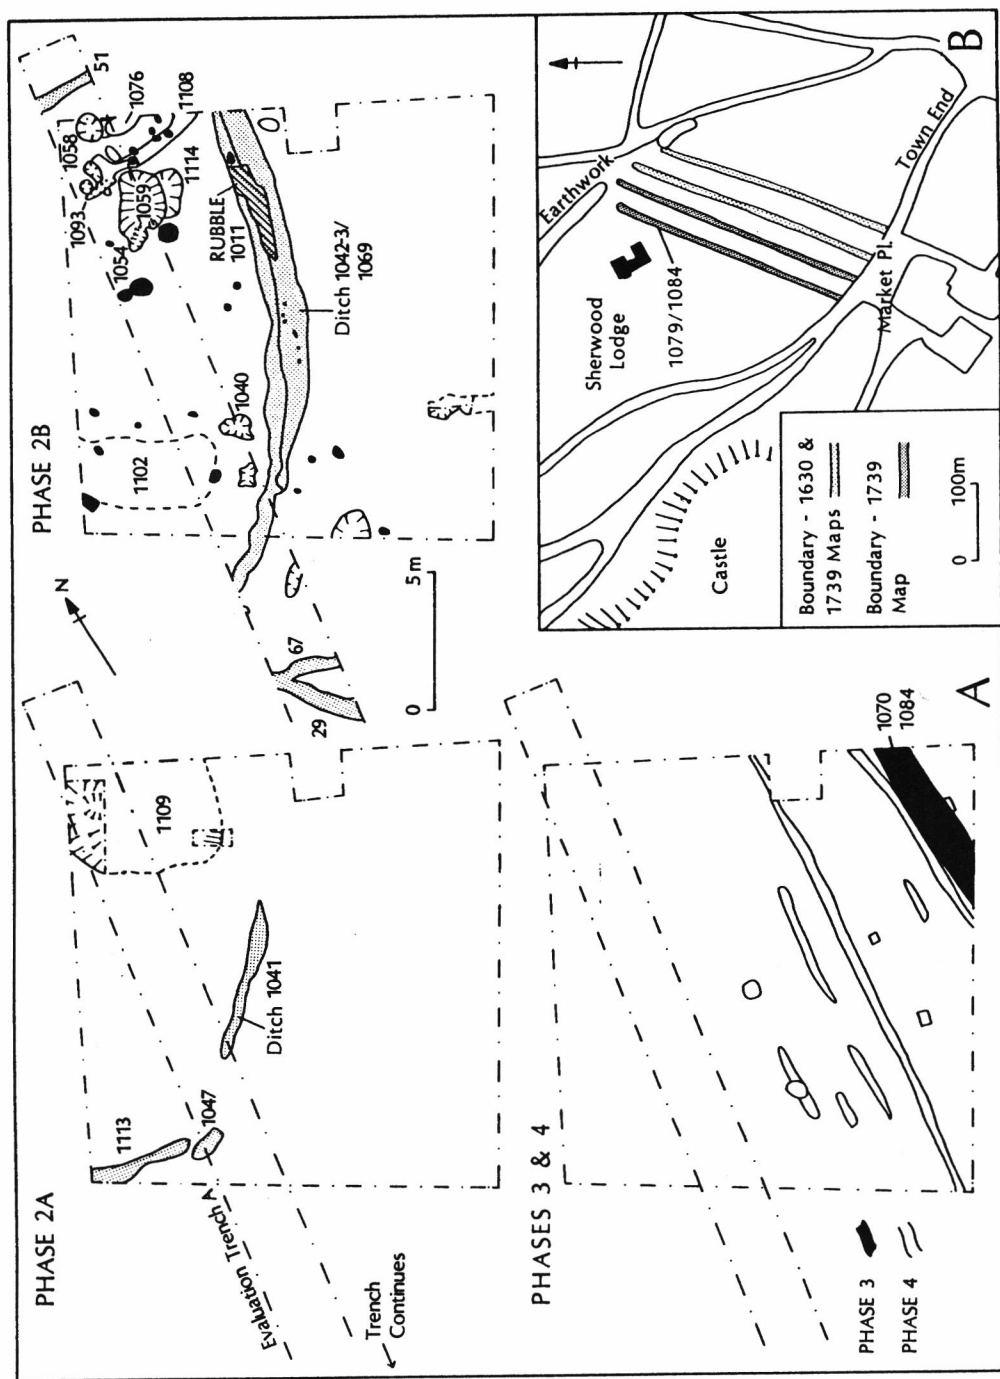 PHASE 2A
1113
1047
Evaluation Trench A
Trench
Continues
Ditch 1041
1109
N
0 5m
PHASE 2B
1102
1040
1054
1093
1059
1058
1114
51
1076
1108
RUBBLE
1011
Ditch 1042-3/
1069
29
67
PHASES 3 & 4
PHASE 3
PHASE 4
1070
1084
A
Earthwork
Sherwood
Lodge
1079/1084
Castle
Market Pl.
Town End
Boundary - 1630 &
1739 Maps
Boundary - 1739
Map
0 100m
B